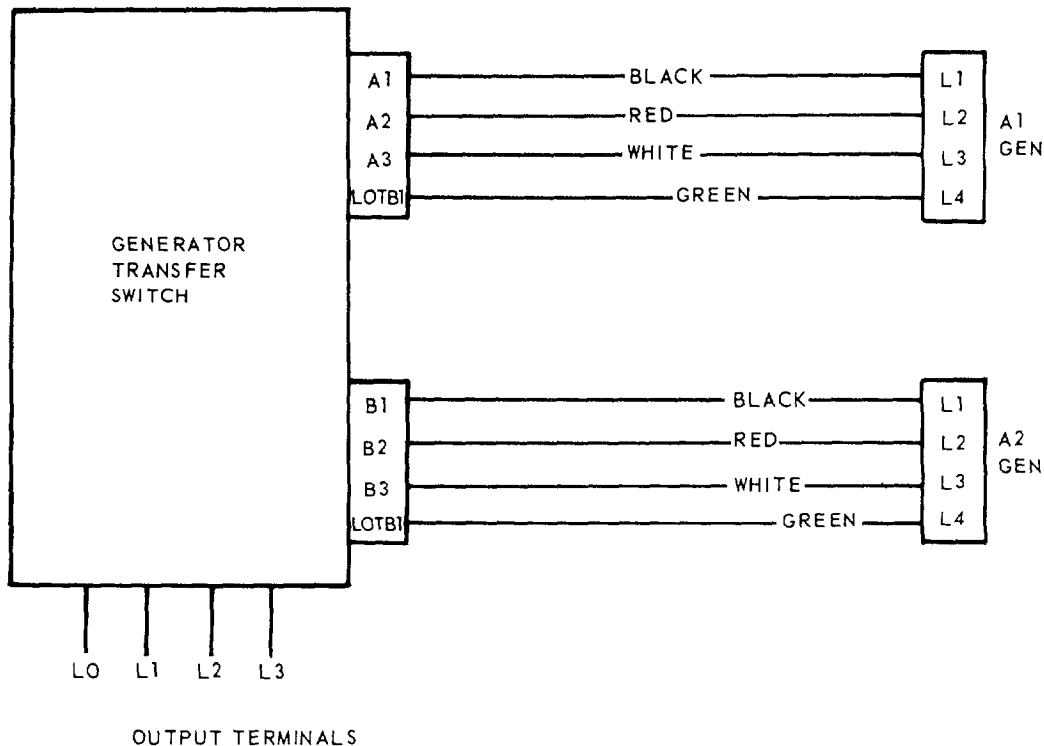 A1 BLACK L1
A2 RED L2
A3 WHITE L3
LOTB1 GREEN L4
A1
GEN
GENERATOR
TRANSFER
SWITCH
B1 BLACK L1
B2 RED L2
B3 WHITE L3
LOTB1 GREEN L4
A2
GEN
L0 L1 L2 L3
OUTPUT TERMINALS